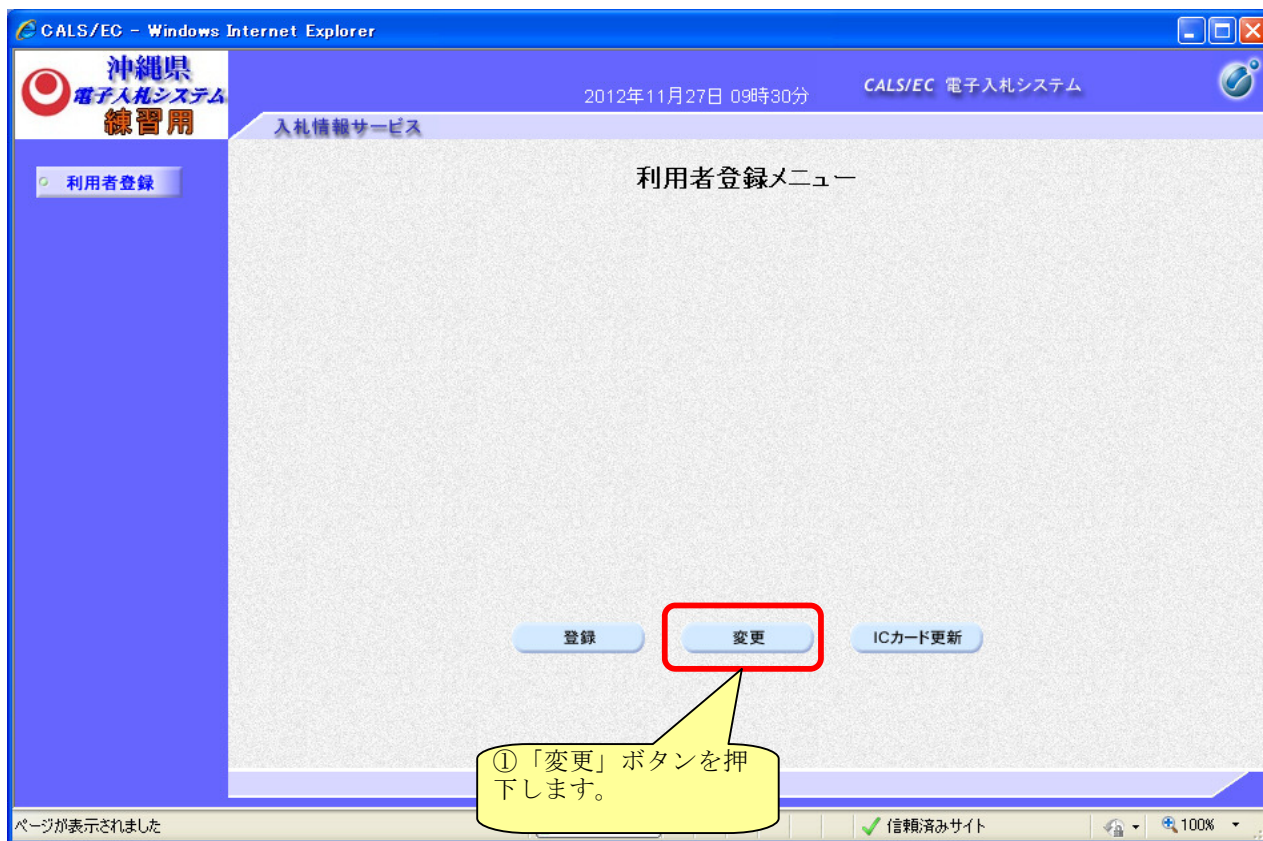 CALS/EC - Windows Internet Explorer
沖縄県
電子入札システム
練習用
2012年11月27日 09時30分
CALS/EC 電子入札システム
入札情報サービス
利用者登録
利用者登録メニュー
登録
変更
ICカード更新
①「変更」ボタンを押
下します。
ページが表示されました
信頼済みサイト
100%